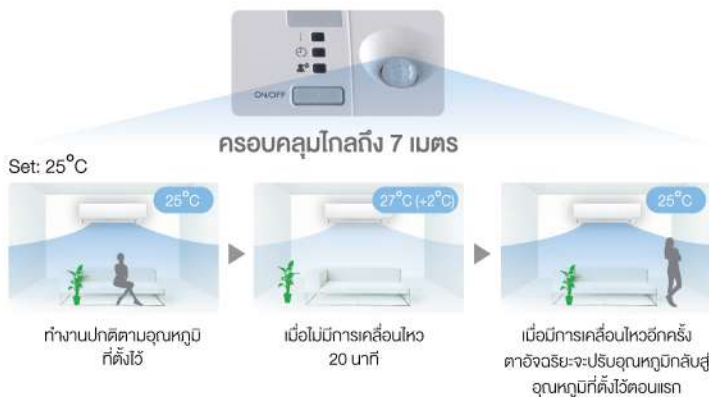 ON/OFF
ครอบคลุมไกลถึง 7 เมตร
Set: 25°C
25°C
27°C (+2°C)
25°C
ทำงานปกติตามอุณหภูมิ
ที่ตั้งไว้
เมื่อไม่มีการเคลื่อนไหว
20 นาที
เมื่อมีการเคลื่อนไหวอีกครั้ง
ตาอัจฉริยะจะปรับอุณหภูมิกลับสู่
อุณหภูมิที่ตั้งไว้ตอนแรก